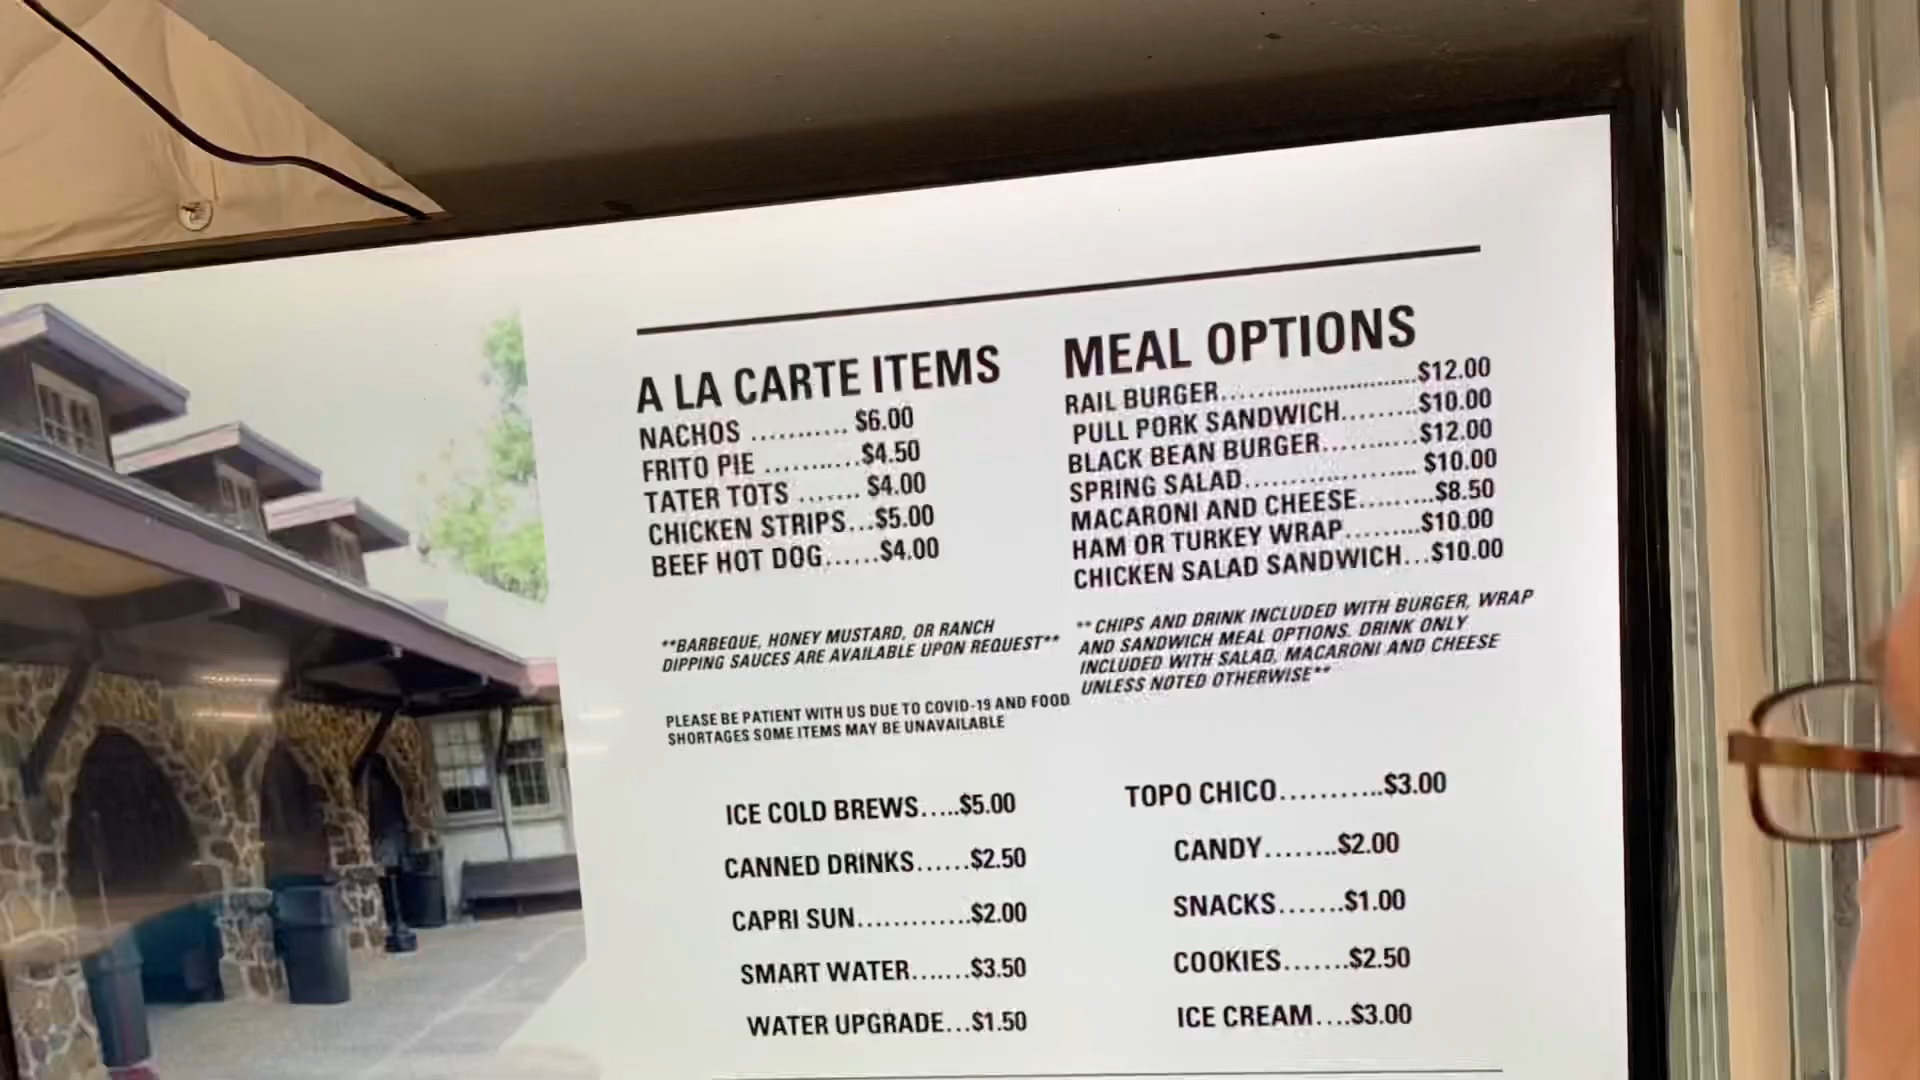 A LA CARTE ITEMS
NACHOS ........... $6.00
FRITO PIE ..........$4.50
TATER TOTS ....... $4.00
CHICKEN STRIPS...$5.00
BEEF HOT DOG......$4.00
**BARBEQUE, HONEY MUSTARD, OR RANCH
DIPPING SAUCES ARE AVAILABLE UPON REQUEST**
PLEASE BE PATIENT WITH US DUE TO COVID-19 AND FOOD
SHORTAGES SOME ITEMS MAY BE UNAVAILABLE
MEAL OPTIONS
RAIL BURGER............................$12.00
PULL PORK SANDWICH.........$10.00
BLACK BEAN BURGER...........$12.00
SPRING SALAD.................... $10.00
MACARONI AND CHEESE.........$8.50
HAM OR TURKEY WRAP.........$10.00
CHICKEN SALAD SANDWICH...$10.00
** CHIPS AND DRINK INCLUDED WITH BURGER, WRAP
AND SANDWICH MEAL OPTIONS. DRINK ONLY
INCLUDED WITH SALAD, MACARONI AND CHEESE
UNLESS NOTED OTHERWISE**
ICE COLD BREWS.....$5.00
CANNED DRINKS......$2.50
CAPRI SUN............$2.00
SMART WATER.......$3.50
WATER UPGRADE...$1.50
TOPO CHICO...........$3.00
CANDY........$2.00
SNACKS.......$1.00
COOKIES.......$2.50
ICE CREAM....$3.00